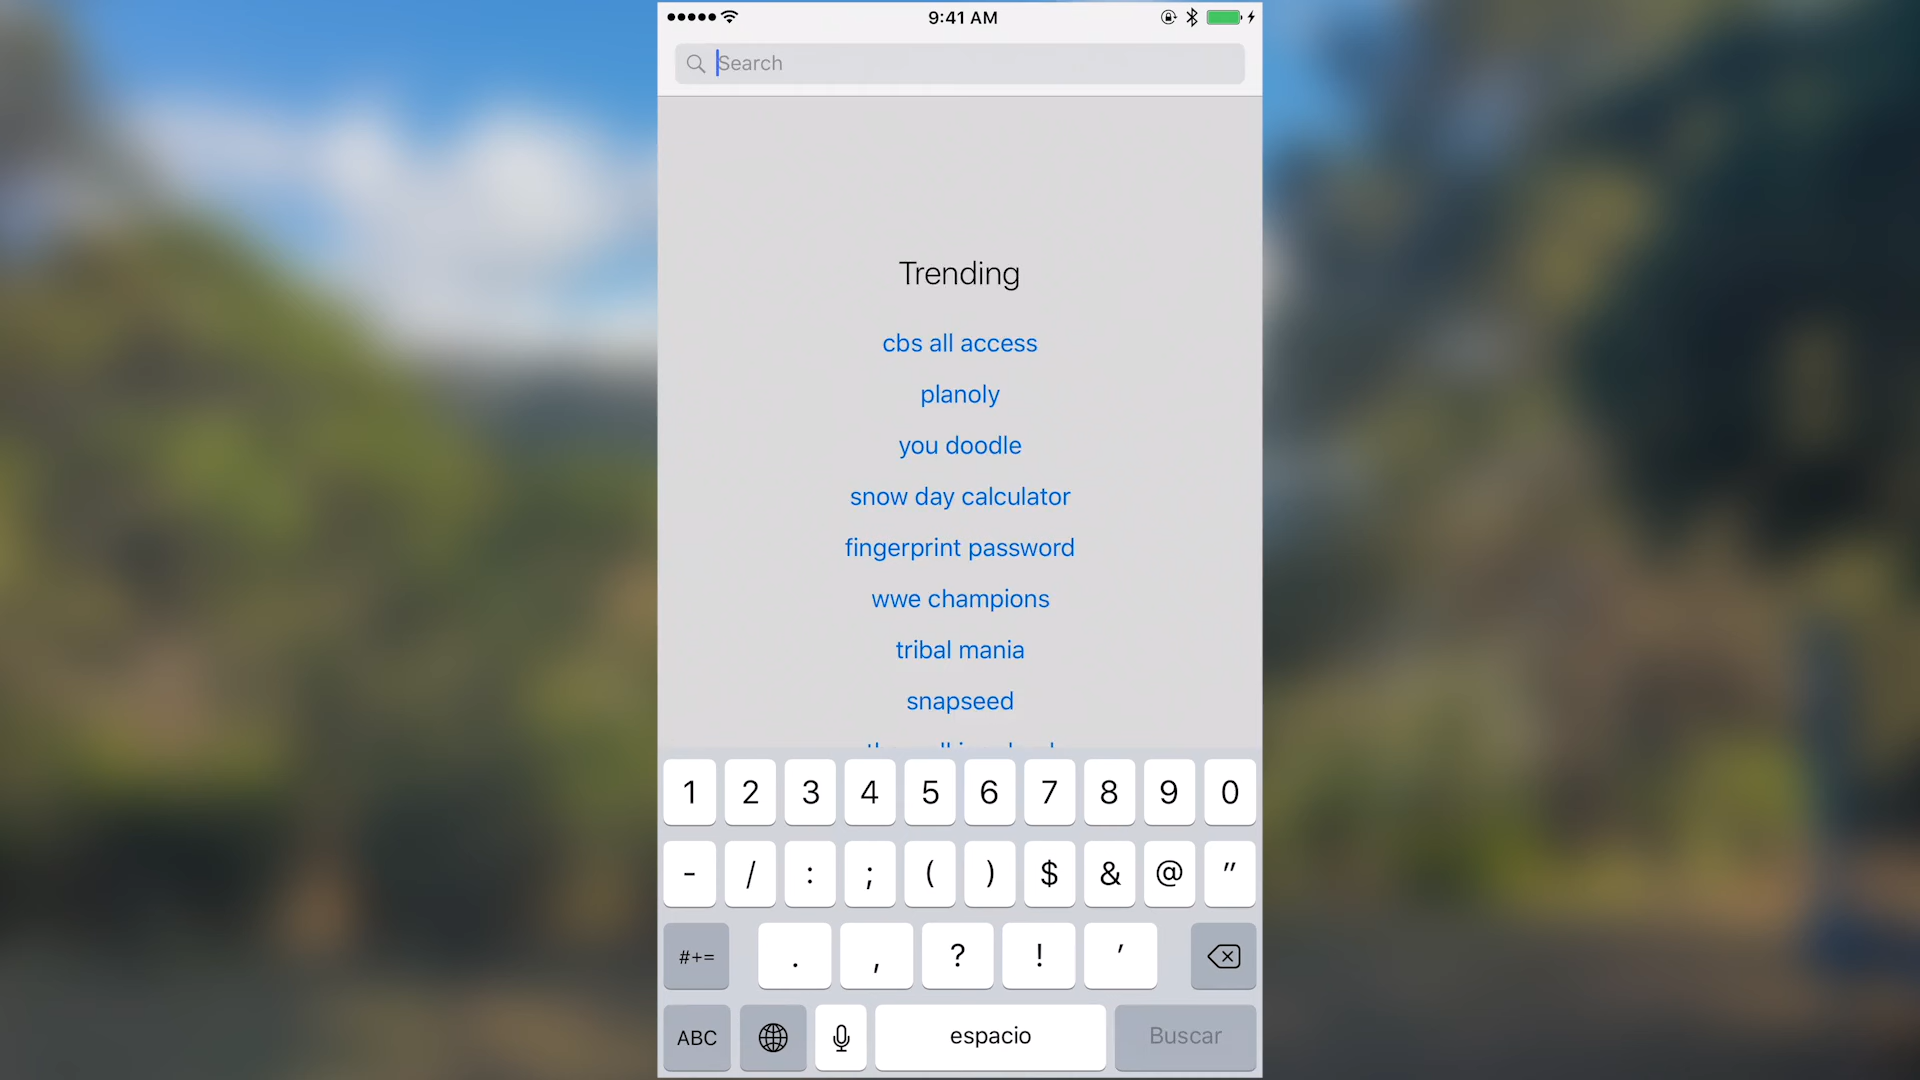 9:41 AM
Search
Trending
cbs all access
planoly
you doodle
snow day calculator
fingerprint password
wwe champions
tribal mania
snapseed
1 2 3 4 5 6 7 8 9 0
- / : ; ( ) $ & @ "
#+= . , ? ! '
ABC espacio Buscar